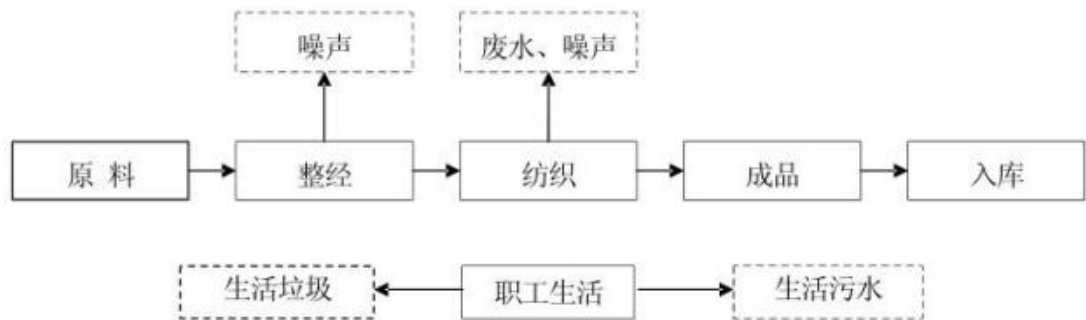 噪声
废水、噪声
原 料
整经
纺织
成品
入库
生活垃圾
职工生活
生活污水